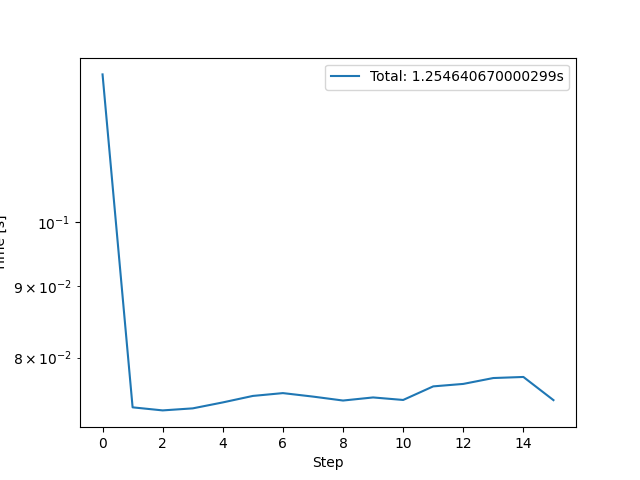 Total: 1.254640670000299s
10⁻¹
9 × 10⁻²
8 × 10⁻²
[s]
0 2 4 6 8 10 12 14
Step